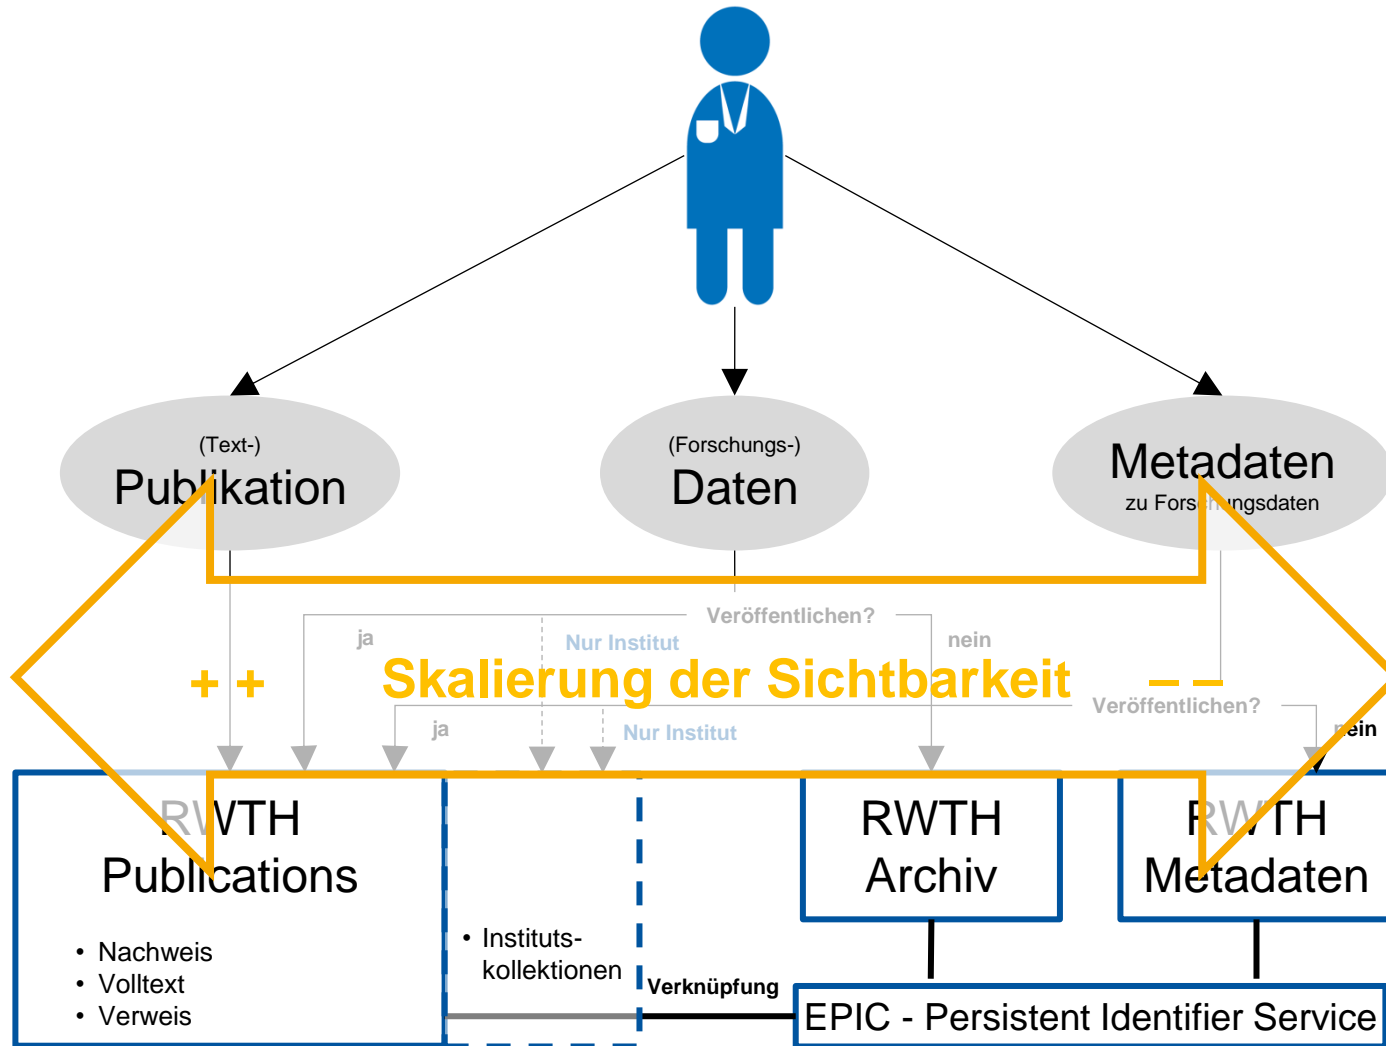 (Text-)
Publikation
(Forschungs-)
Daten
Metadaten
zu Forschungsdaten
Veröffentlichen?
ja
Nur Institut
nein
+ + Skalierung der Sichtbarkeit – –
Veröffentlichen?
ja
Nur Institut
nein
RWTH
Publications
• Nachweis
• Volltext
• Verweis
• Instituts-
kollektionen
Verknüpfung
RWTH
Archiv
RWTH
Metadaten
EPIC - Persistent Identifier Service